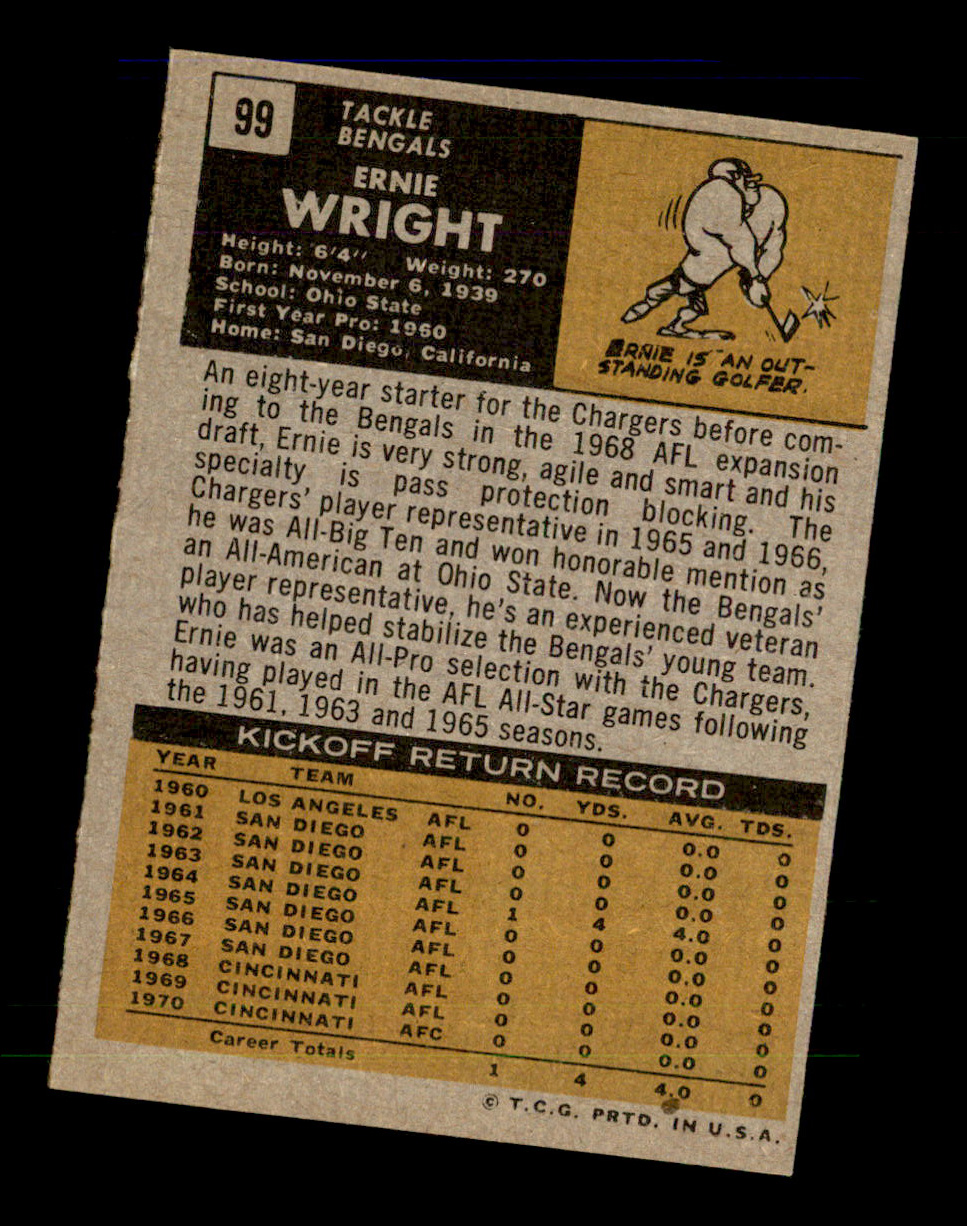 99
TACKLE
BENGALS
ERNIE
WRIGHT
Height: 6'4" Weight: 270
Born: November 6, 1939
School: Ohio State
First Year Pro: 1960
Home: San Diego, California
ERNIE IS AN OUT-
STANDING GOLFER.
An eight-year starter for the Chargers before com-
ing to the Bengals in the 1968 AFL expansion
draft, Ernie is very strong, agile and smart and his
specialty is pass protection blocking. The
Chargers' player representative in 1965 and 1966,
he was All-Big Ten and won honorable mention as
an All-American at Ohio State. Now the Bengals'
player representative, he's an experienced veteran
who has helped stabilize the Bengals' young team.
Ernie was an All-Pro selection with the Chargers,
having played in the AFL All-Star games following
the 1961, 1963 and 1965 seasons.
KICKOFF RETURN RECORD
YEAR TEAM NO. YDS. AVG. TDS.
1960 LOS ANGELES AFL 0 0 0.0 0
1961 SAN DIEGO AFL 0 0 0.0 0
1962 SAN DIEGO AFL 0 0 0.0 0
1963 SAN DIEGO AFL 0 0 0.0 0
1964 SAN DIEGO AFL 1 4 4.0 0
1965 SAN DIEGO AFL 0 0 0.0 0
1966 SAN DIEGO AFL 0 0 0.0 0
1967 SAN DIEGO AFL 0 0 0.0 0
1968 CINCINNATI AFL 0 0 0.0 0
1969 CINCINNATI AFL 0 0 0.0 0
1970 CINCINNATI AFC 0 0 0.0 0
Career Totals 1 4 4.0 0
© T.C.G. PRTD. IN U.S.A.